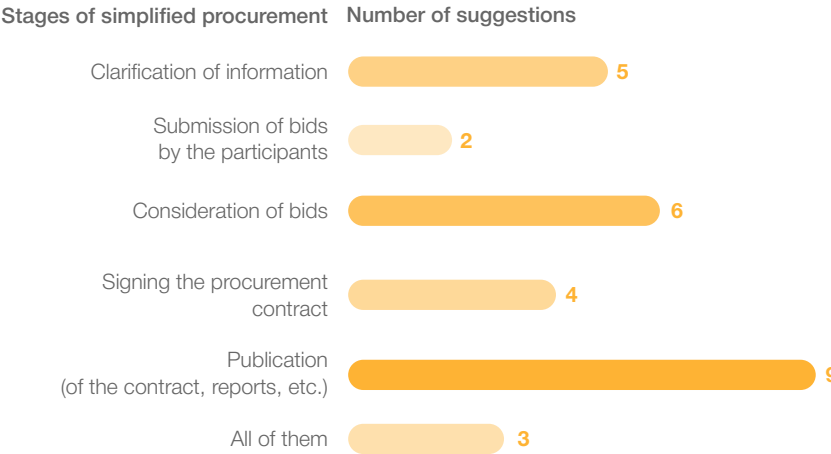 Stages of simplified procurement Number of suggestions
Clarification of information 5
Submission of bids
by the participants 2
Consideration of bids 6
Signing the procurement
contract 4
Publication
(of the contract, reports, etc.) 9
All of them 3